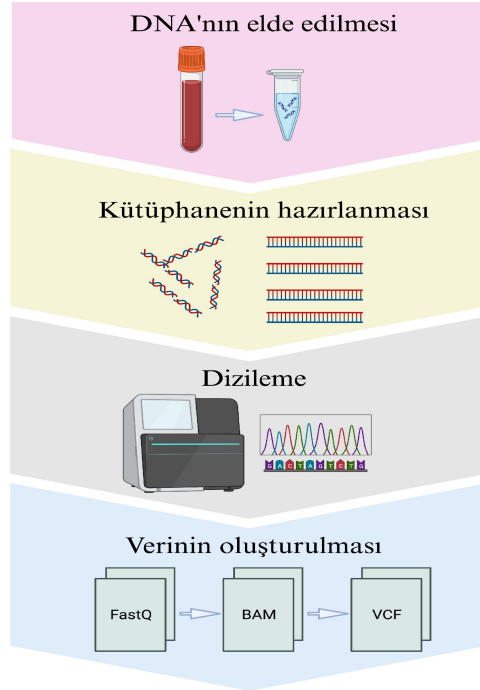 DNA'nın elde edilmesi
Kütüphanenin hazırlanması
Dizileme
G A C T A G T C T G
Verinin oluşturulması
FastQ
BAM
VCF